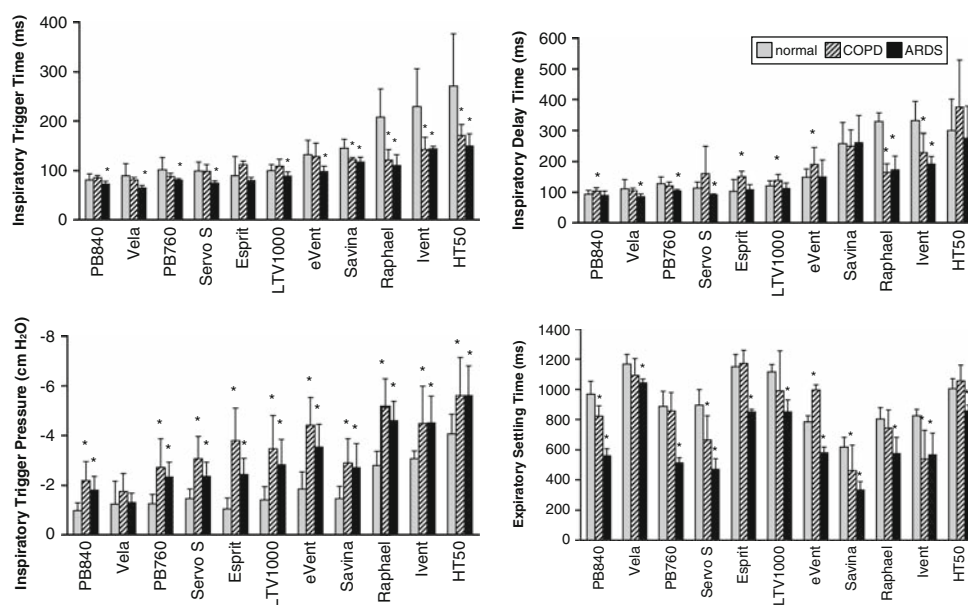 Inspiratory Trigger Time (ms)
400
300
200
100
0
* * * * * * * * * * * * *
PB840 Vela PB760 Servo S Esprit LTV1000 eVent Savina Raphael Ivent HT50
Inspiratory Delay Time (ms)
600
500
400
300
200
100
0
normal COPD ARDS
* * * * * * * * * * * *
PB840 Vela PB760 Servo S Esprit LTV1000 eVent Savina Raphael Ivent HT50
Inspiratory Trigger Pressure (cm H₂O)
-8
-6
-4
-2
0
* * * * * * * * * * * * * * * * * * * *
PB840 Vela PB760 Servo S Esprit LTV1000 eVent Savina Raphael Ivent HT50
Expiratory Settling Time (ms)
1400
1200
1000
800
600
400
200
0
* * * * * * * * * * * * * * * * *
PB840 Vela PB760 Servo S Esprit LTV1000 eVent Savina Raphael Ivent HT50